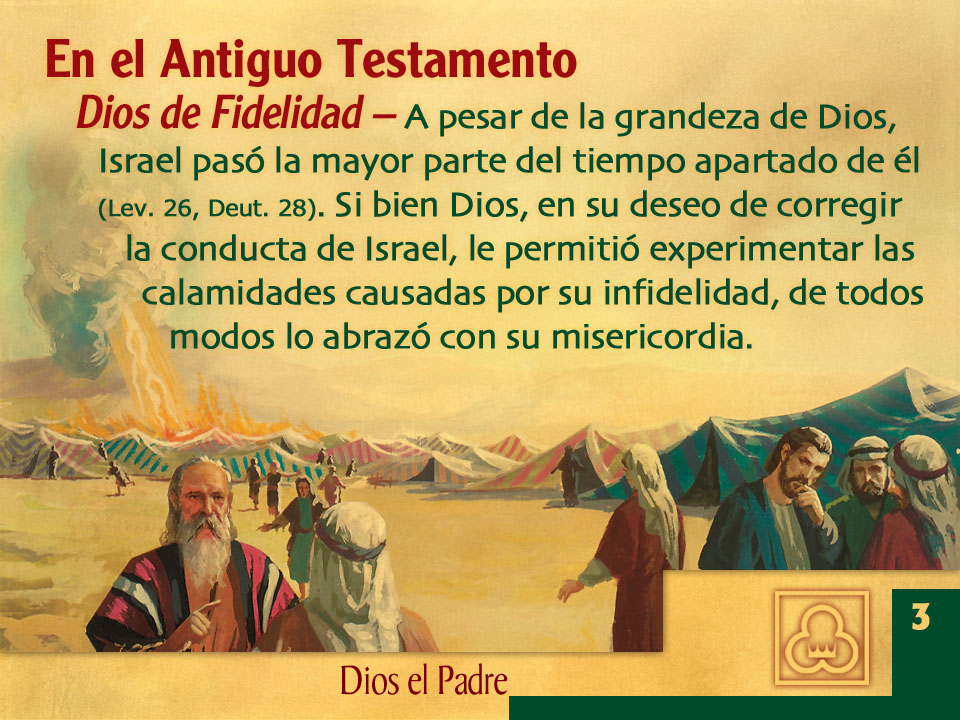 En el Antiguo Testamento
Dios de Fidelidad – A pesar de la grandeza de Dios,
Israel pasó la mayor parte del tiempo apartado de él
(Lev. 26, Deut. 28). Si bien Dios, en su deseo de corregir
la conducta de Israel, le permitió experimentar las
calamidades causadas por su infidelidad, de todos
modos lo abrazó con su misericordia.
3
Dios el Padre